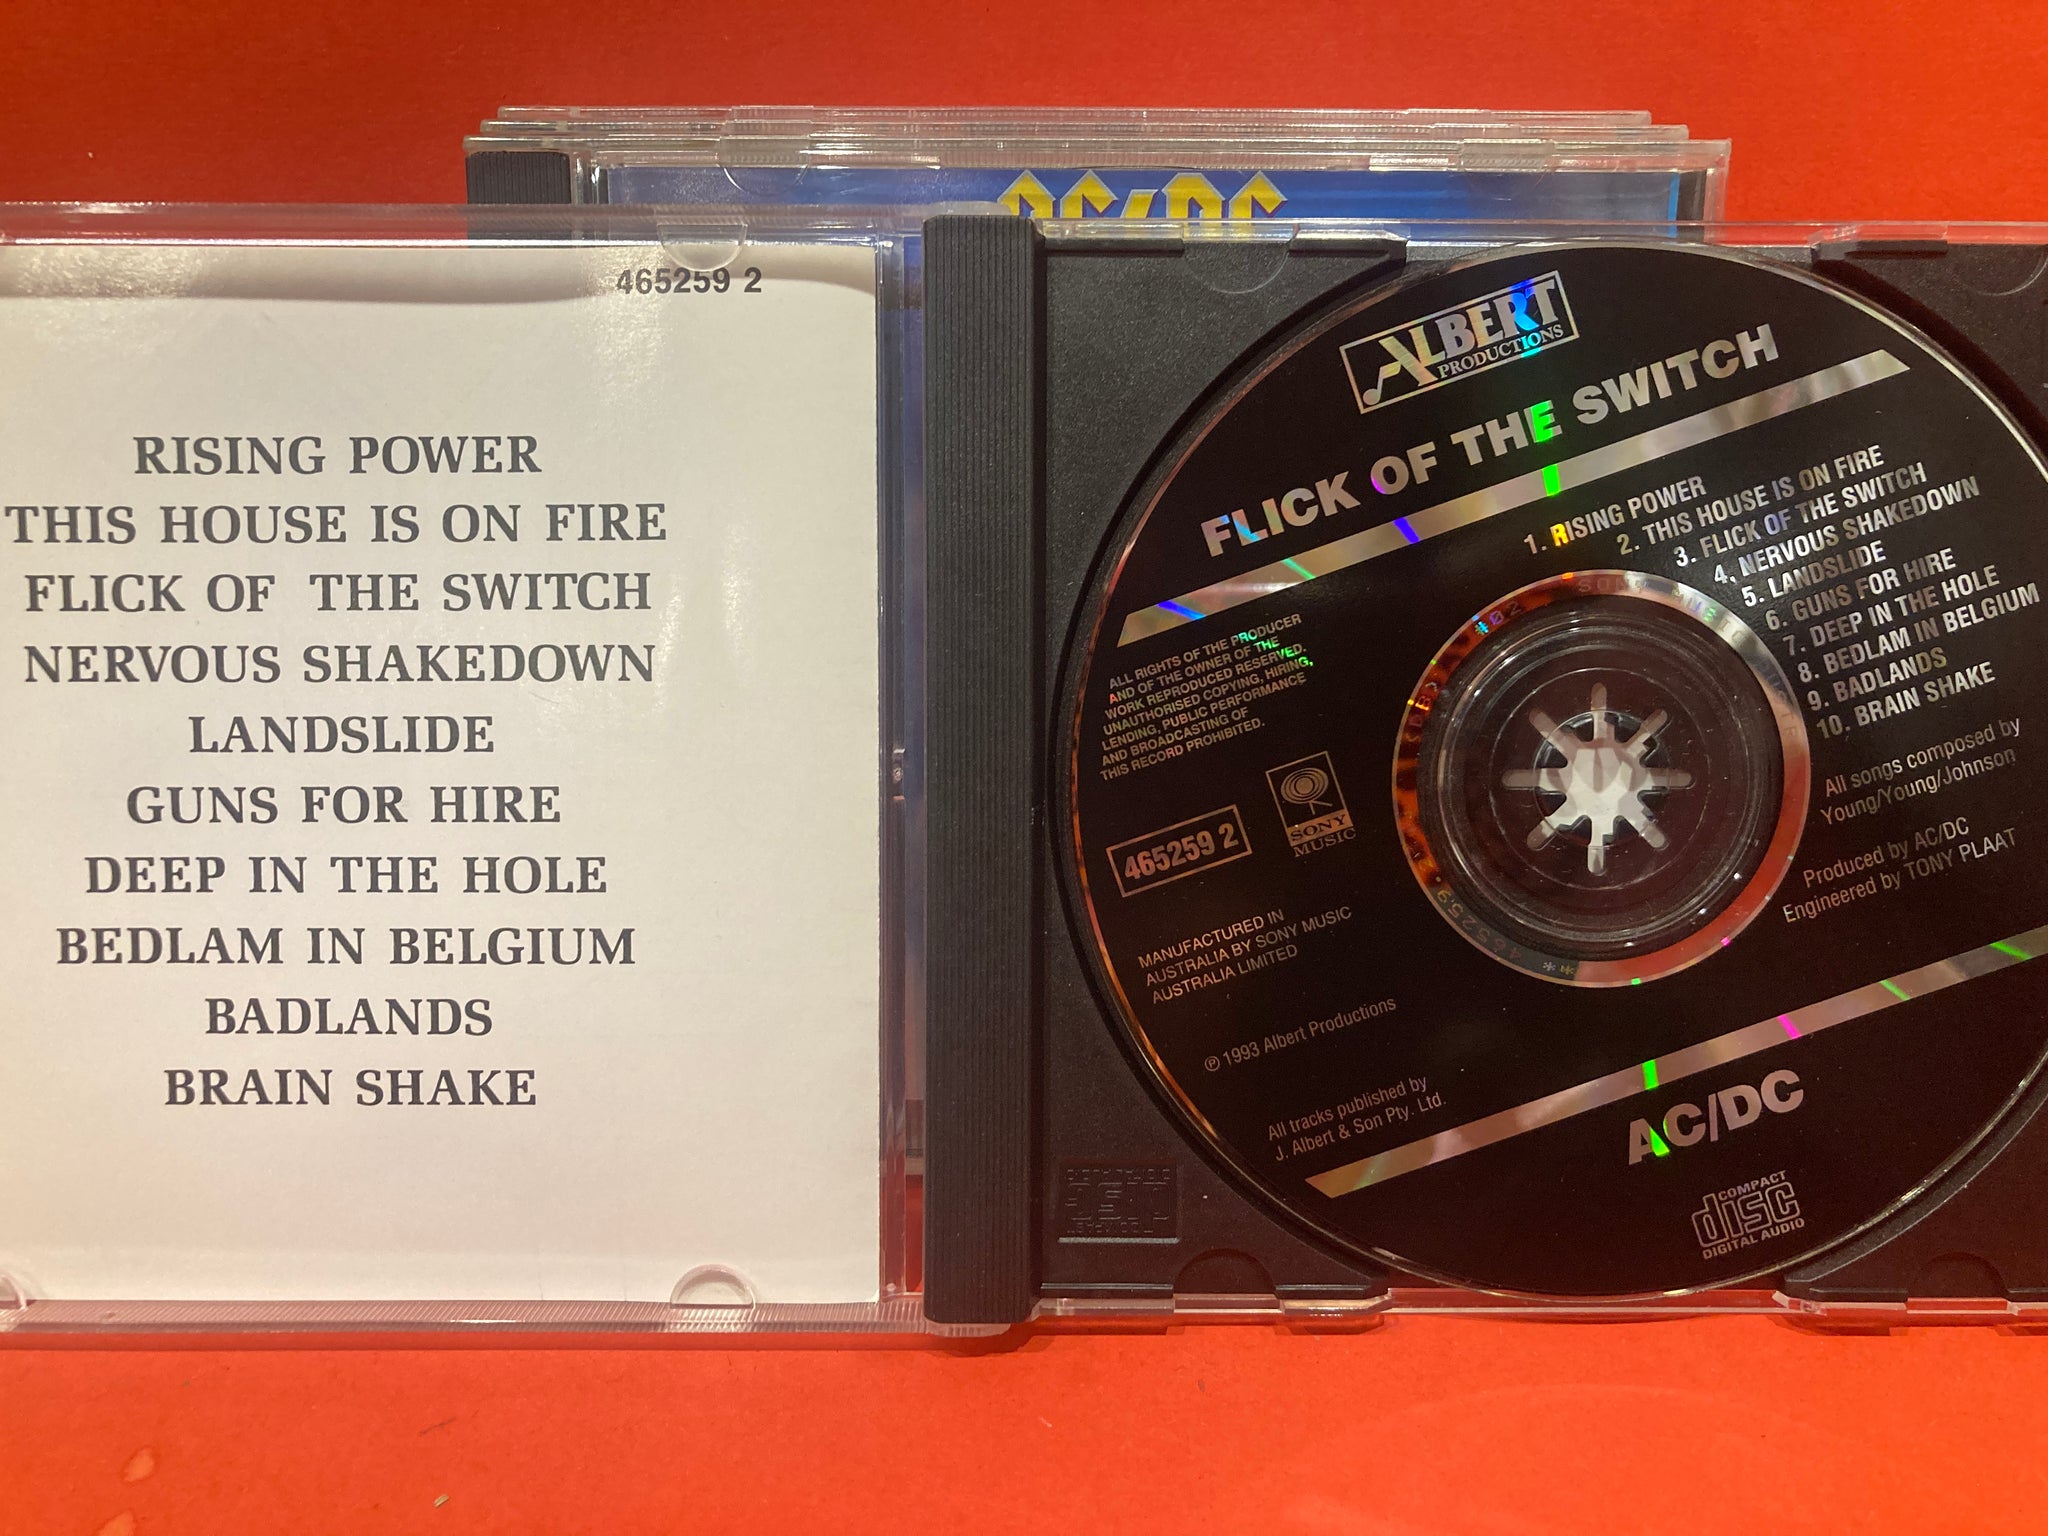 AC/DC
465259 2
RISING POWER
THIS HOUSE IS ON FIRE
FLICK OF THE SWITCH
NERVOUS SHAKEDOWN
LANDSLIDE
GUNS FOR HIRE
DEEP IN THE HOLE
BEDLAM IN BELGIUM
BADLANDS
BRAIN SHAKE
ALBERT
PRODUCTIONS
FLICK OF THE SWITCH
1. RISING POWER
2. THIS HOUSE IS ON FIRE
3. FLICK OF THE SWITCH
4. NERVOUS SHAKEDOWN
5. LANDSLIDE
6. GUNS FOR HIRE
7. DEEP IN THE HOLE
8. BEDLAM IN BELGIUM
9. BADLANDS
10. BRAIN SHAKE
All songs composed by
Young/Young/Johnson
Produced by AC/DC
Engineered by TONY PLAAT
ALL RIGHTS OF THE PRODUCER
AND OF THE OWNER OF THE
WORK REPRODUCED RESERVED.
UNAUTHORISED COPYING, HIRING,
LENDING, PUBLIC PERFORMANCE
AND BROADCASTING OF
THIS RECORD PROHIBITED.
SONY
MUSIC
465259 2
MANUFACTURED IN
AUSTRALIA BY SONY MUSIC
AUSTRALIA LIMITED
℗ 1993 Albert Productions
All tracks published by
J. Albert & Son Pty. Ltd.
AC/DC
COMPACT
disc
DIGITAL AUDIO